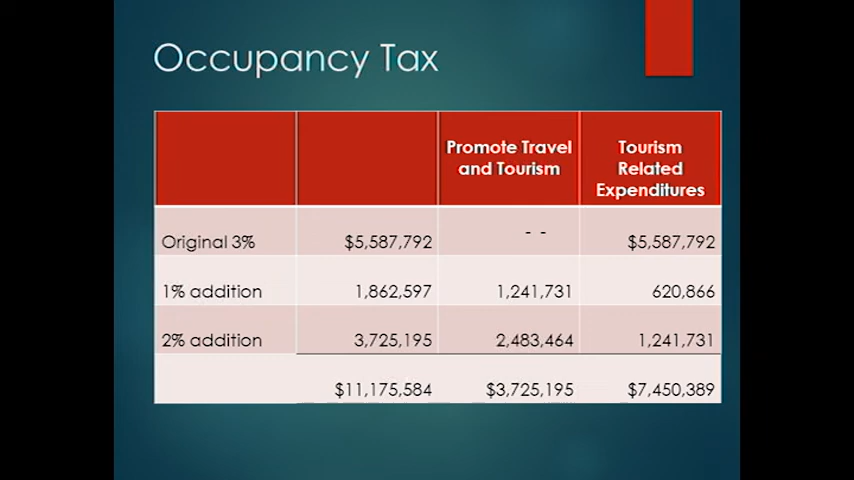 Occupancy Tax
Promote Travel
and Tourism
Tourism
Related
Expenditures
Original 3% $5,587,792 - - $5,587,792
1% addition 1,862,597 1,241,731 620,866
2% addition 3,725,195 2,483,464 1,241,731
$11,175,584 $3,725,195 $7,450,389